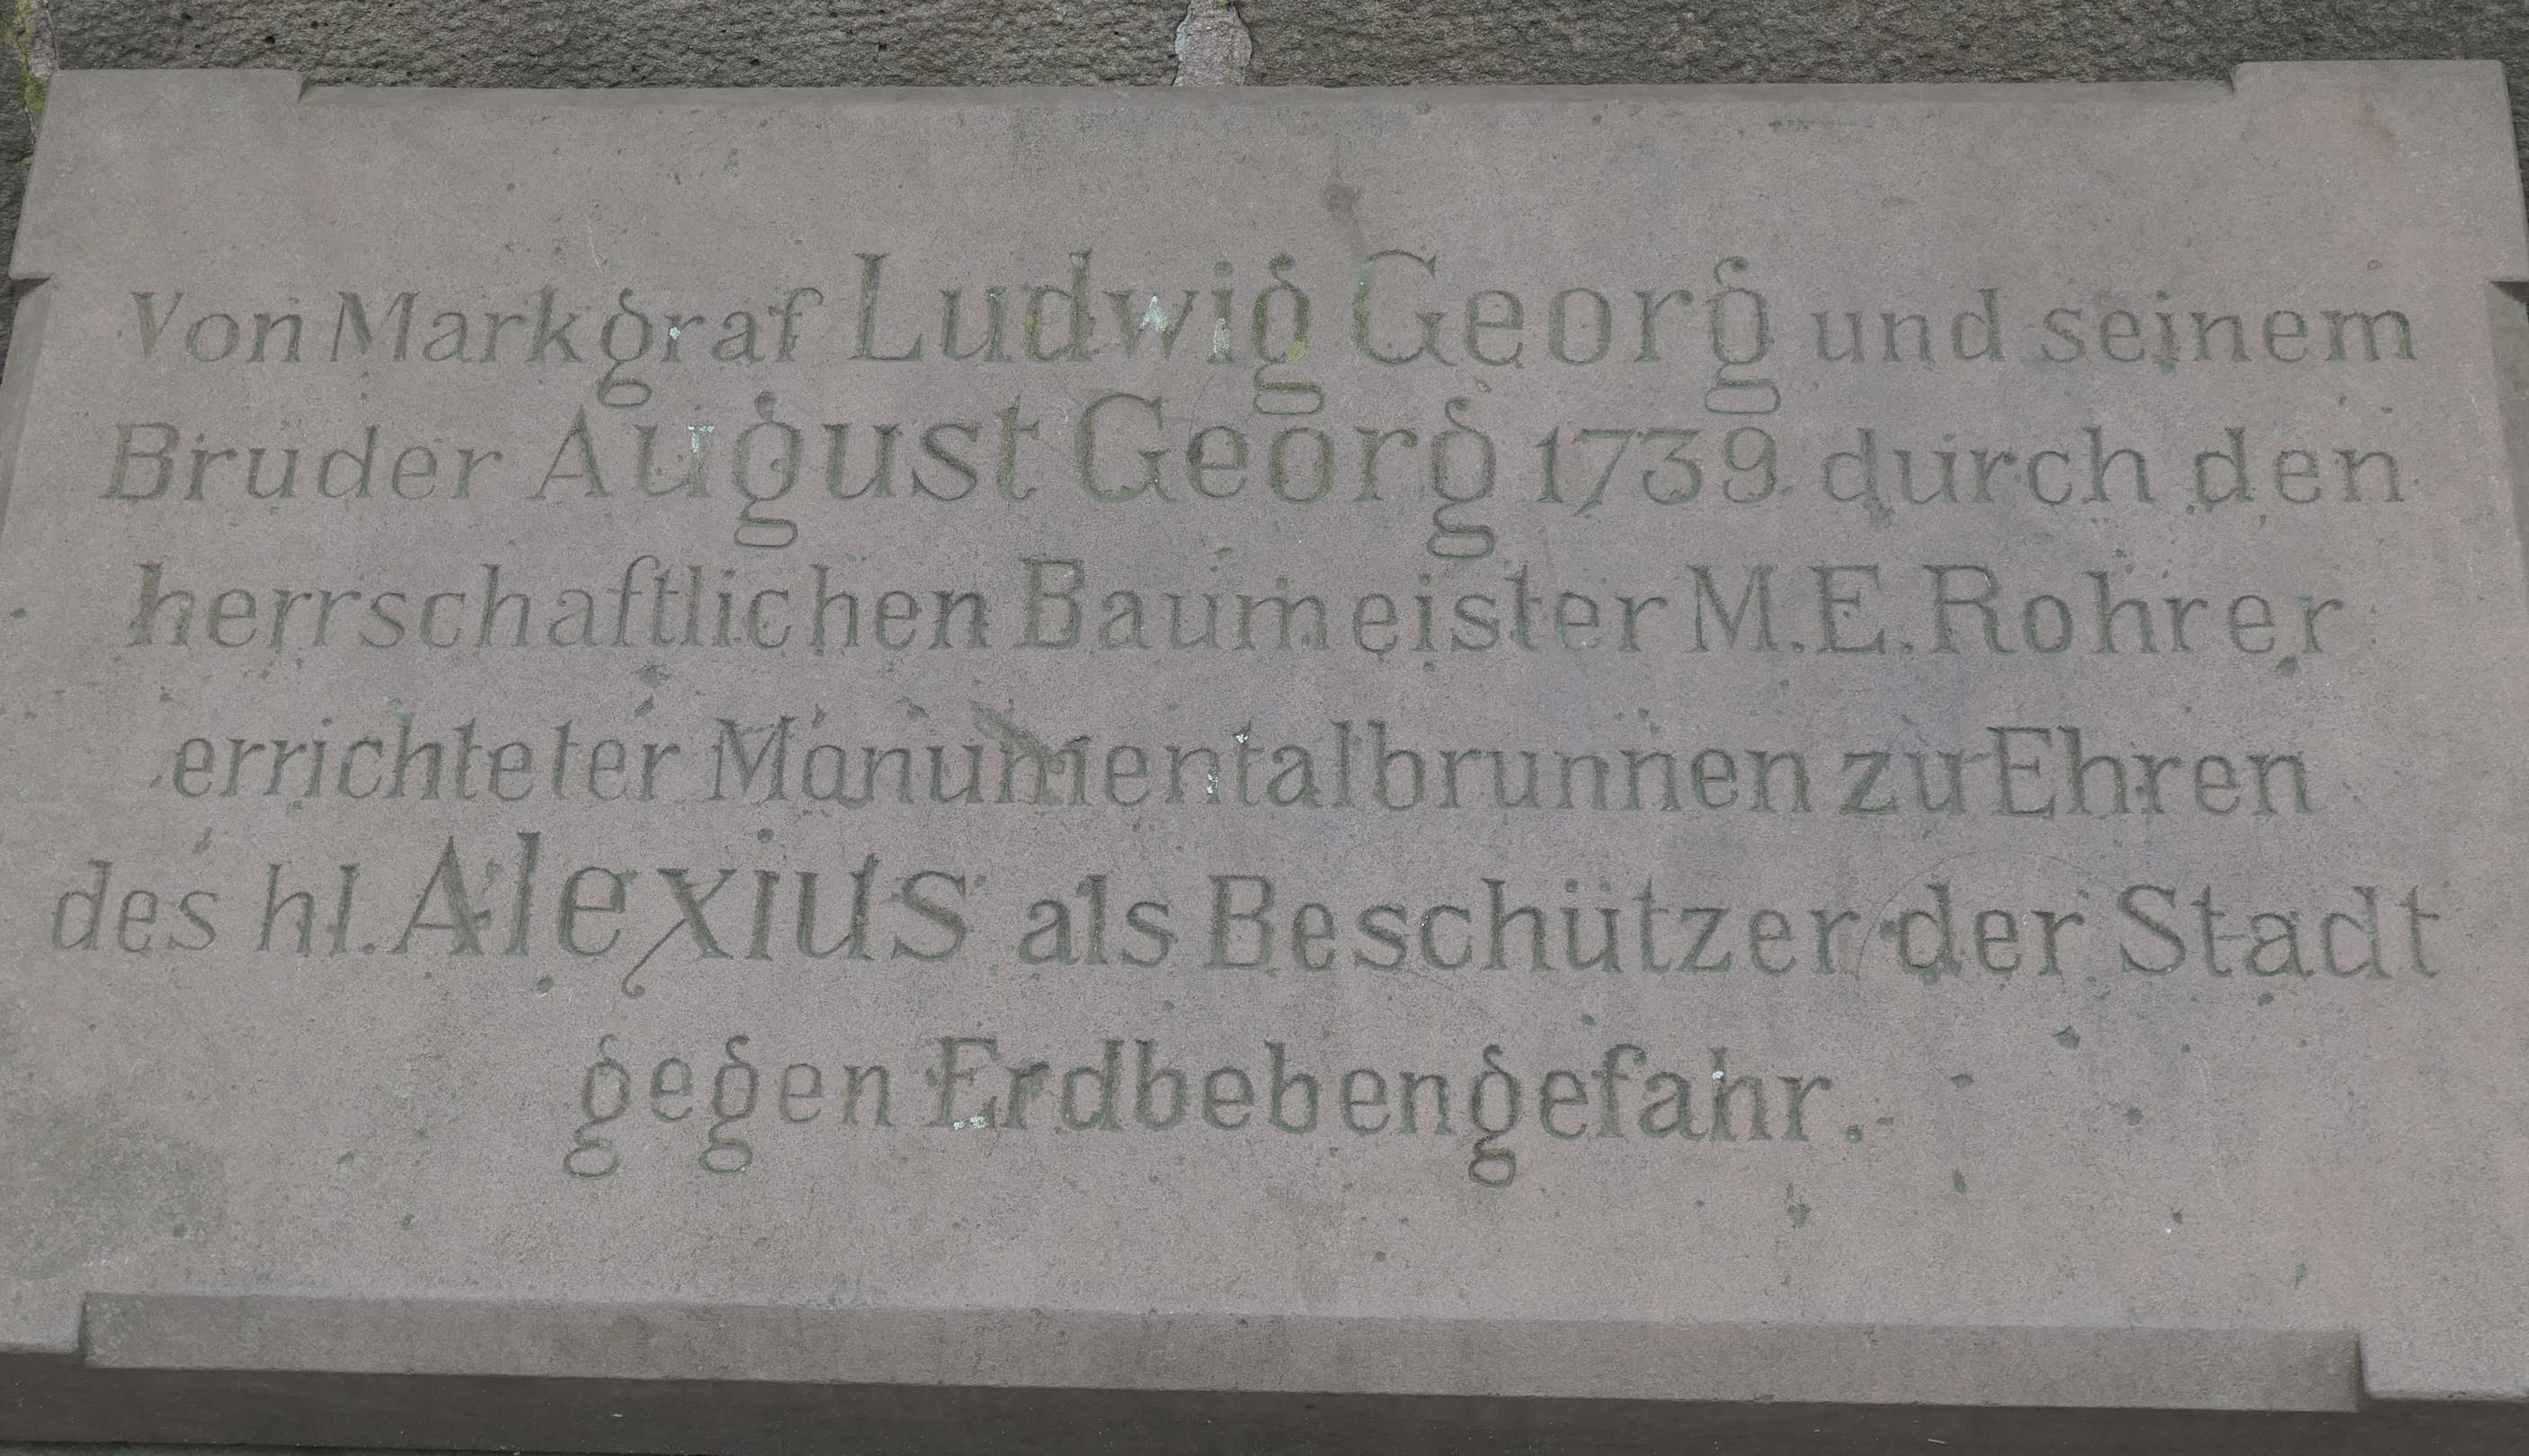 Von Markgraf Ludwig Georg und seinem
Bruder August Georg 1739 durch den
herrschaftlichen Baumeister M.E.Rohrer
errichteter Monumentalbrunnen zu Ehren
des hl. Alexius als Beschützer der Stadt
gegen Erdbebengefahr.